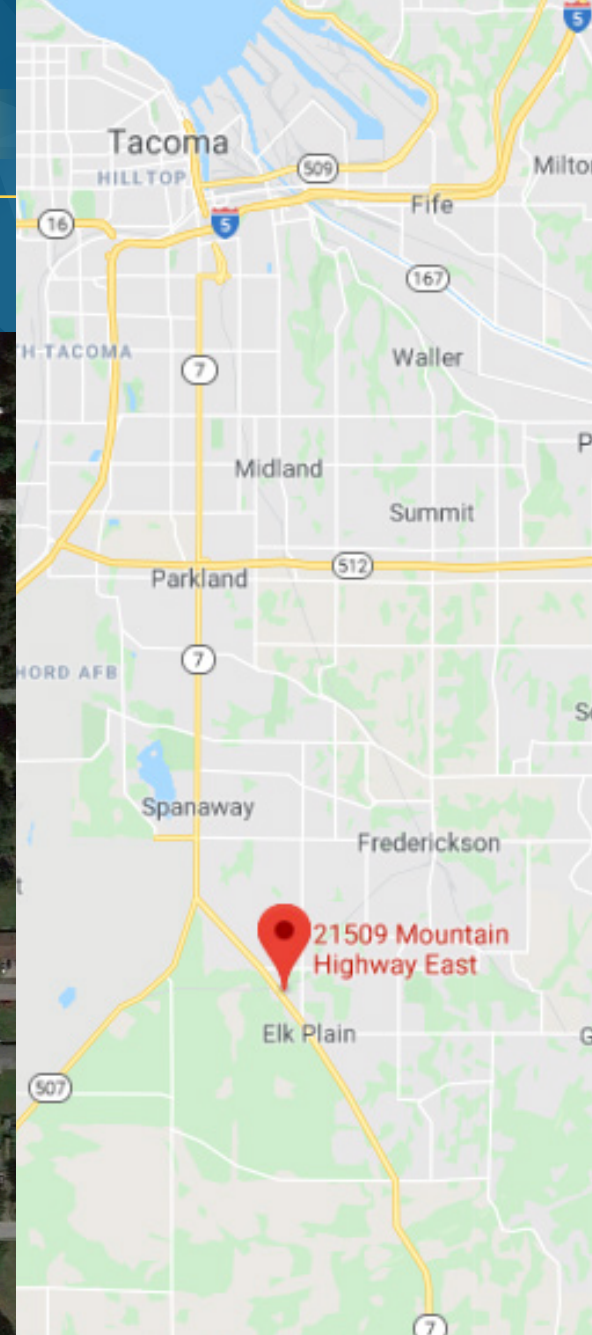 5
Tacoma
HILLTOP
509
Milto
16
5
Fife
167
H TACOMA
7
Waller
P
Midland
Summit
512
Parkland
7
HORD AFB
S
Spanaway
Frederickson
t
21509 Mountain
Highway East
Elk Plain
G
507
7